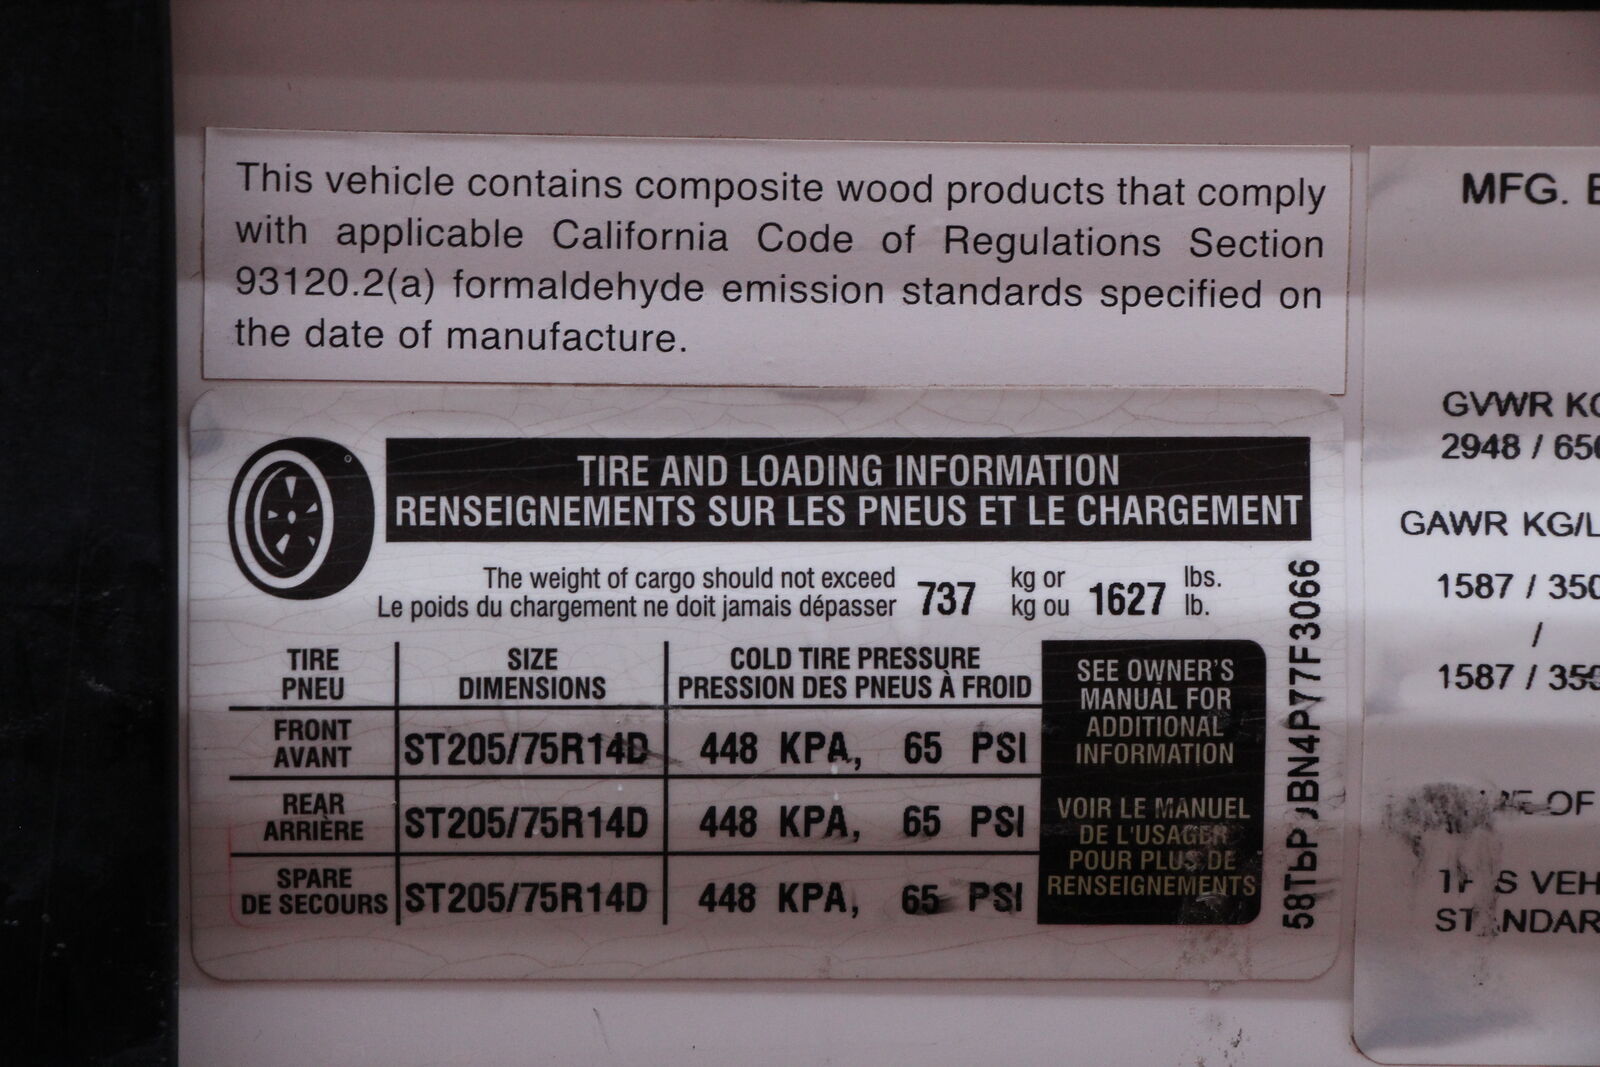 This vehicle contains composite wood products that comply
with applicable California Code of Regulations Section
93120.2(a) formaldehyde emission standards specified on
the date of manufacture.
TIRE AND LOADING INFORMATION
RENSEIGNEMENTS SUR LES PNEUS ET LE CHARGEMENT
The weight of cargo should not exceed 737 kg or 1627 lbs.
Le poids du chargement ne doit jamais dépasser kg ou lb.
TIRE SIZE COLD TIRE PRESSURE
PNEU DIMENSIONS PRESSION DES PNEUS À FROID
FRONT
AVANT ST205/75R14D 448 KPA, 65 PSI
REAR
ARRIÈRE ST205/75R14D 448 KPA, 65 PSI
SPARE
DE SECOURS ST205/75R14D 448 KPA, 65 PSI
SEE OWNER'S
MANUAL FOR
ADDITIONAL
INFORMATION
VOIR LE MANUEL
DE L'USAGER
POUR PLUS DE
RENSEIGNEMENTS
MFG.
GVWR
2948 /
GAWR KG/
1587 /
/
1587 /
OF